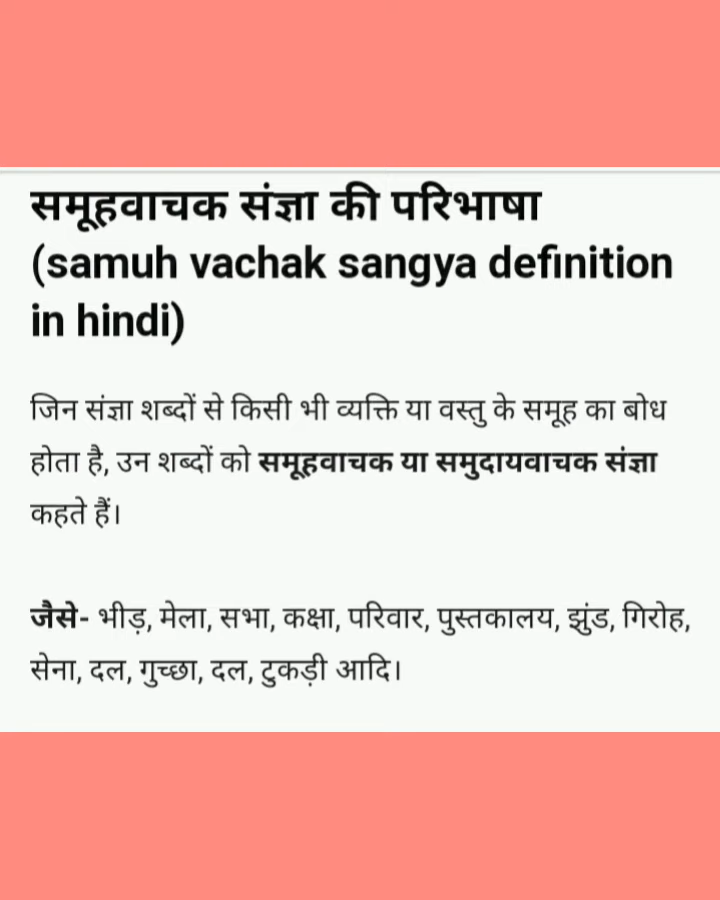 समूहवाचक संज्ञा की परिभाषा
(samuh vachak sangya definition
in hindi)
जिन संज्ञा शब्दों से किसी भी व्यक्ति या वस्तु के समूह का बोध
होता है, उन शब्दों को समूहवाचक या समुदायवाचक संज्ञा
कहते हैं।
जैसे- भीड़, मेला, सभा, कक्षा, परिवार, पुस्तकालय, झुंड, गिरोह,
सेना, दल, गुच्छा, दल, टुकड़ी आदि।